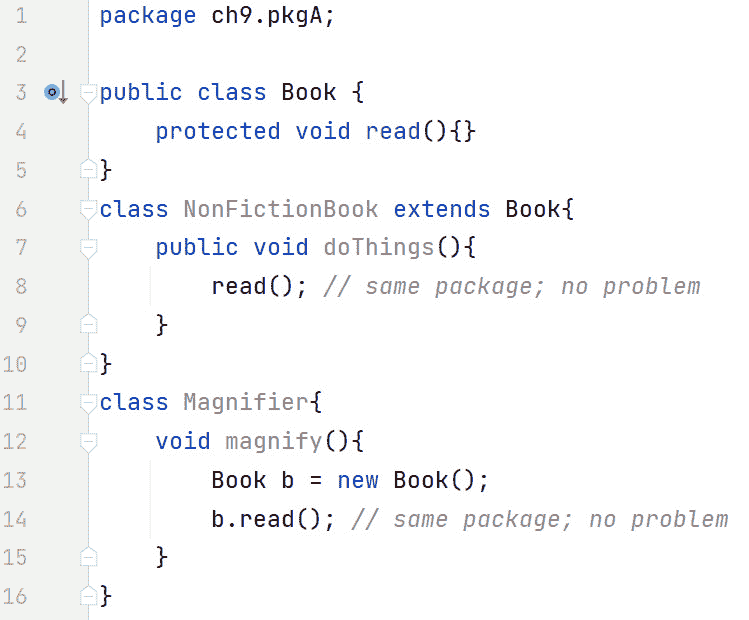 1 package ch9.pkgA;
2
3 public class Book {
4     protected void read(){}
5 }
6 class NonFictionBook extends Book{
7     public void doThings(){
8         read(); // same package; no problem
9     }
10 }
11 class Magnifier{
12     void magnify(){
13         Book b = new Book();
14         b.read(); // same package; no problem
15     }
16 }